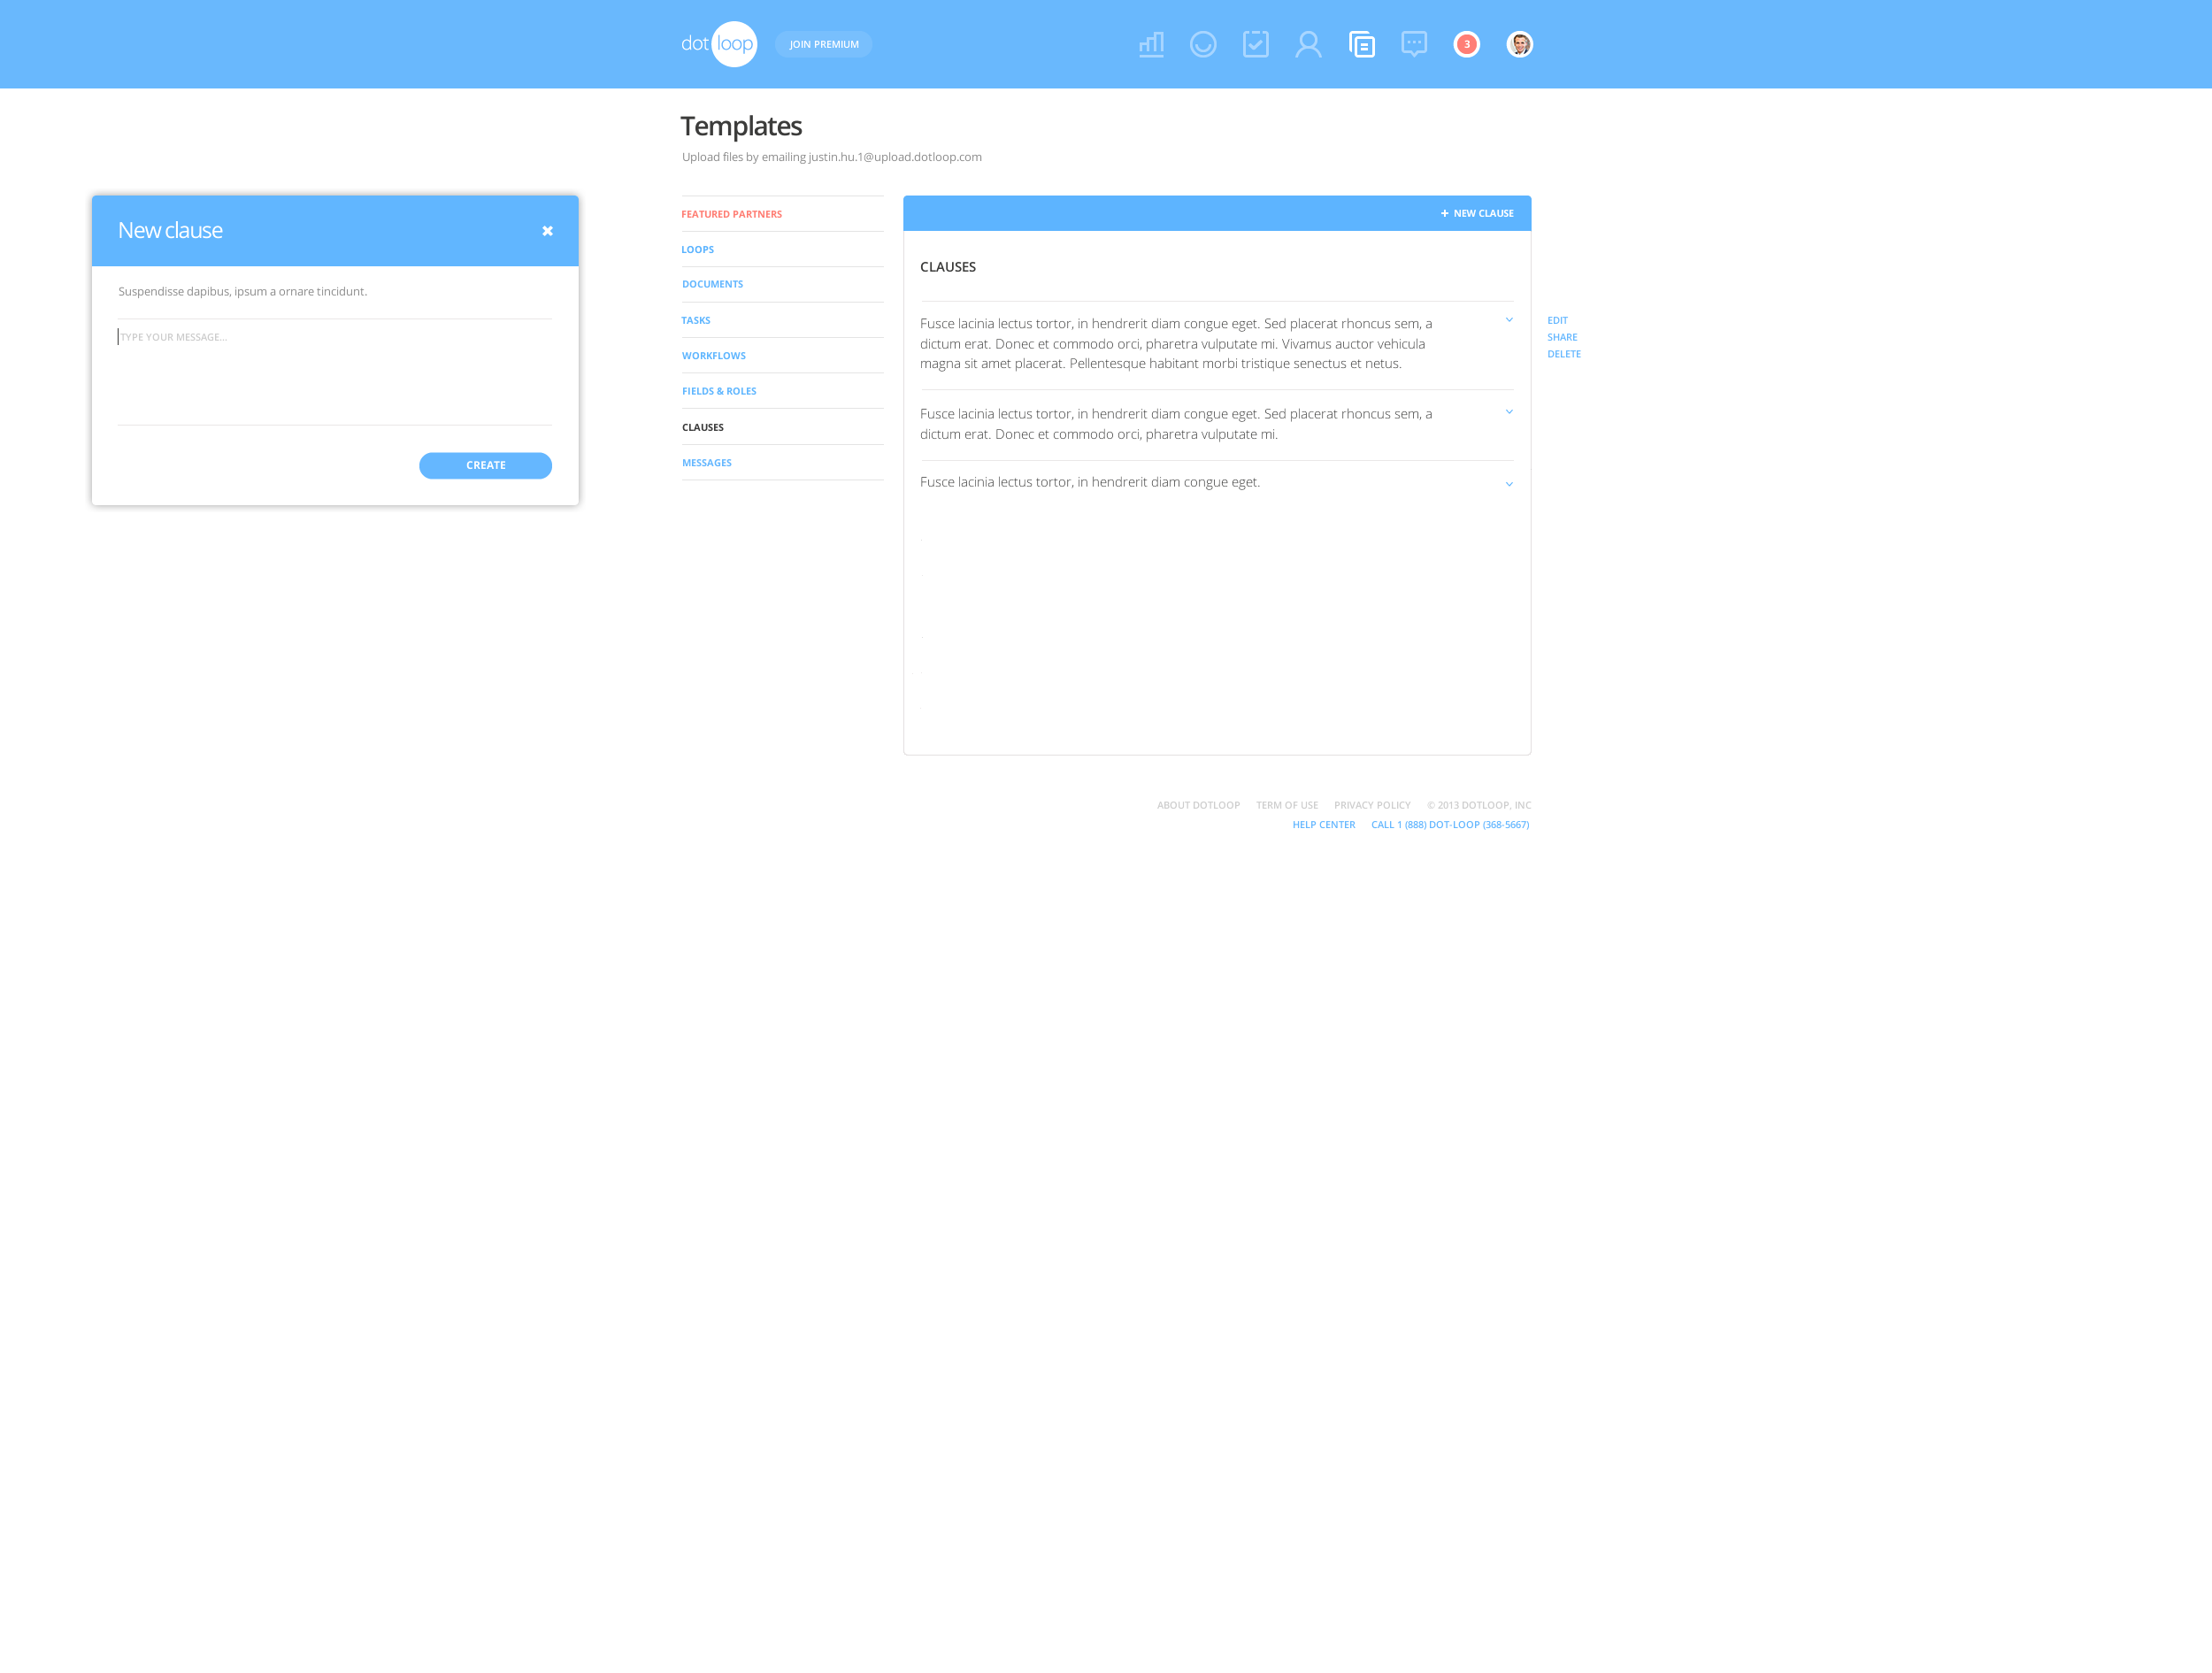 dot loop
JOIN PREMIUM
3
Templates
Upload files by emailing justin.hu.1@upload.dotloop.com
New clause
Suspendisse dapibus, ipsum a ornare tincidunt.
TYPE YOUR MESSAGE...
CREATE
FEATURED PARTNERS
LOOPS
DOCUMENTS
TASKS
WORKFLOWS
FIELDS & ROLES
CLAUSES
MESSAGES
+ NEW CLAUSE
CLAUSES
Fusce lacinia lectus tortor, in hendrerit diam congue eget. Sed placerat rhoncus sem, a
dictum erat. Donec et commodo orci, pharetra vulputate mi. Vivamus auctor vehicula
magna sit amet placerat. Pellentesque habitant morbi tristique senectus et netus.
Fusce lacinia lectus tortor, in hendrerit diam congue eget. Sed placerat rhoncus sem, a
dictum erat. Donec et commodo orci, pharetra vulputate mi.
Fusce lacinia lectus tortor, in hendrerit diam congue eget.
EDIT
SHARE
DELETE
ABOUT DOTLOOP TERM OF USE PRIVACY POLICY © 2013 DOTLOOP, INC
HELP CENTER CALL 1 (888) DOT-LOOP (368-5667)